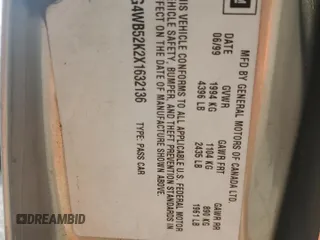 GM
MFD BY GENERAL MOTORS OF CANADA LTD.
DATE GVWR GAWR FRT GAWR RR
06/99 1994 KG 1104 KG 890 KG
4396 LB 2435 LB 1961 LB
THIS VEHICLE CONFORMS TO ALL APPLICABLE U.S. FEDERAL MOTOR
VEHICLE SAFETY, BUMPER, AND THEFT PREVENTION STANDARDS IN
EFFECT ON THE DATE OF MANUFACTURE SHOWN ABOVE.
G4WB52K2X1632136 TYPE: PASS CAR
DREAMBID